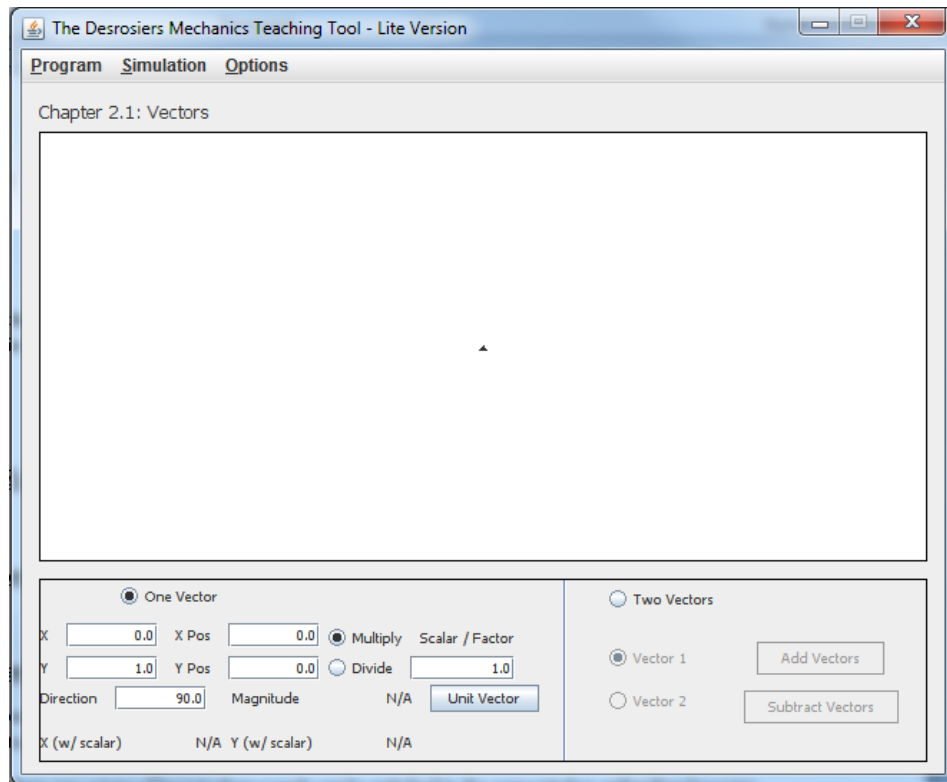 The Desrosiers Mechanics Teaching Tool - Lite Version
Program Simulation Options
Chapter 2.1: Vectors
One Vector
Two Vectors
X 0.0 X Pos 0.0 Multiply Scalar / Factor
Y 1.0 Y Pos 0.0 Divide 1.0
Vector 1 Add Vectors
Direction 90.0 Magnitude N/A Unit Vector
Vector 2 Subtract Vectors
X (w/ scalar) N/A Y (w/ scalar) N/A